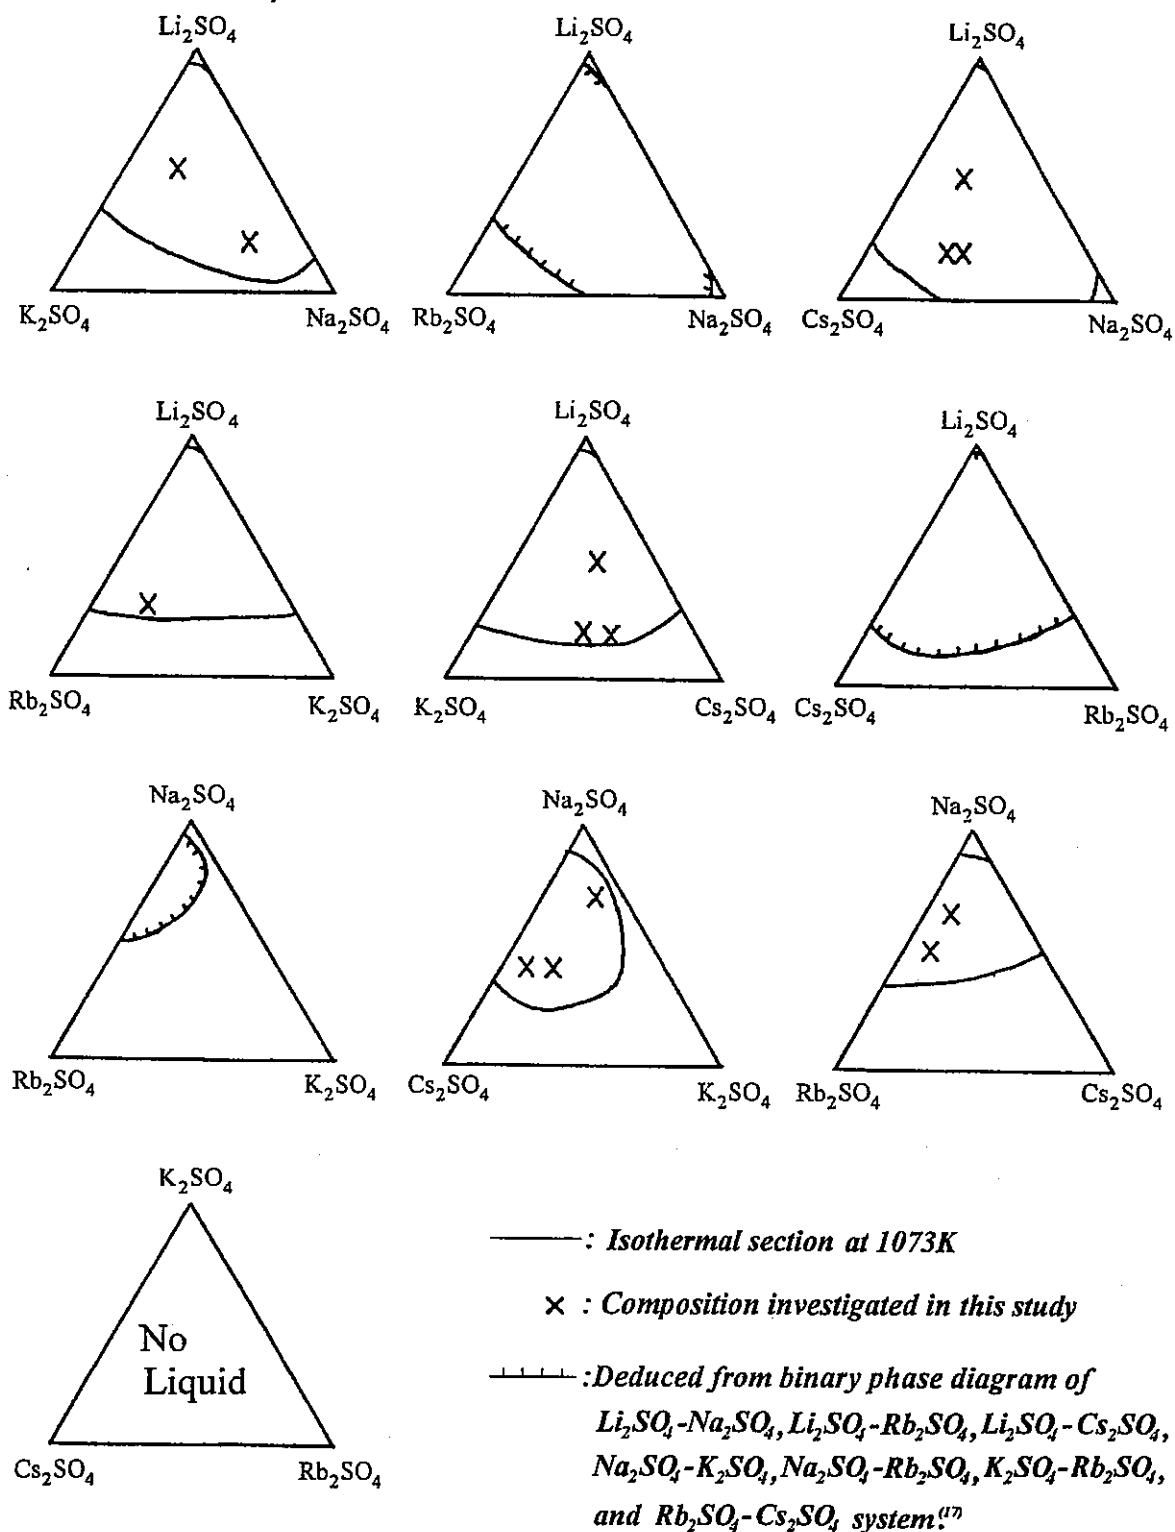 Li₂SO₄ Li₂SO₄ Li₂SO₄
K₂SO₄ Na₂SO₄ Rb₂SO₄ Na₂SO₄ Cs₂SO₄ Na₂SO₄
Li₂SO₄ Li₂SO₄ Li₂SO₄
Rb₂SO₄ K₂SO₄ K₂SO₄ Cs₂SO₄ Cs₂SO₄ Rb₂SO₄
Na₂SO₄ Na₂SO₄ Na₂SO₄
Rb₂SO₄ K₂SO₄ Cs₂SO₄ K₂SO₄ Rb₂SO₄ Cs₂SO₄
K₂SO₄
No
Liquid
Cs₂SO₄ Rb₂SO₄
: Isothermal section at 1073K
× : Composition investigated in this study
:Deduced from binary phase diagram of
Li₂SO₄-Na₂SO₄, Li₂SO₄-Rb₂SO₄, Li₂SO₄-Cs₂SO₄,
Na₂SO₄-K₂SO₄, Na₂SO₄-Rb₂SO₄, K₂SO₄-Rb₂SO₄,
and Rb₂SO₄-Cs₂SO₄ system.⁽¹⁷⁾